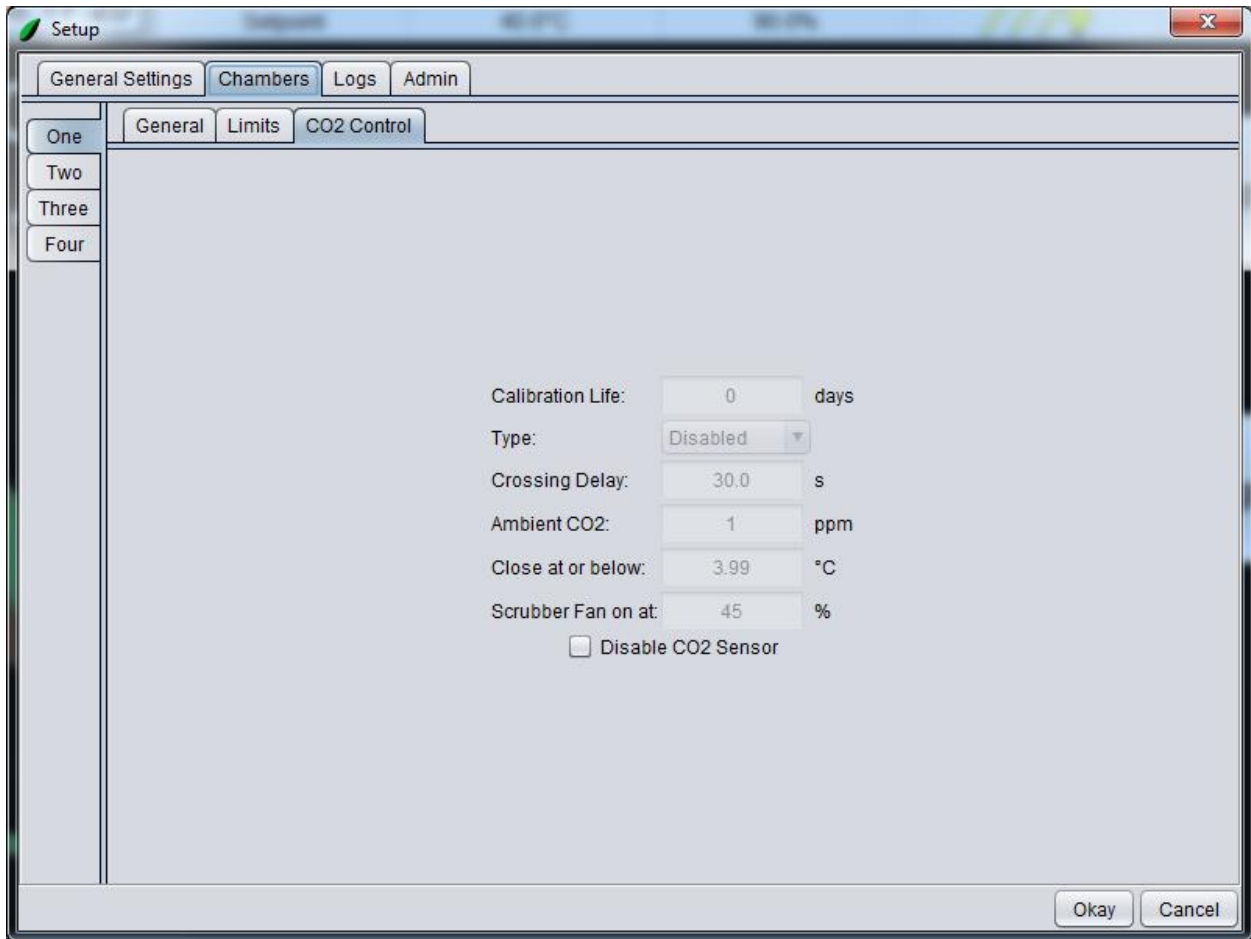 Setup
General Settings Chambers Logs Admin
General Limits CO2 Control
One
Two
Three
Four
Calibration Life: 0 days
Type: Disabled
Crossing Delay: 30.0 s
Ambient CO2: 1 ppm
Close at or below: 3.99 °C
Scrubber Fan on at: 45 %
Disable CO2 Sensor
Okay Cancel